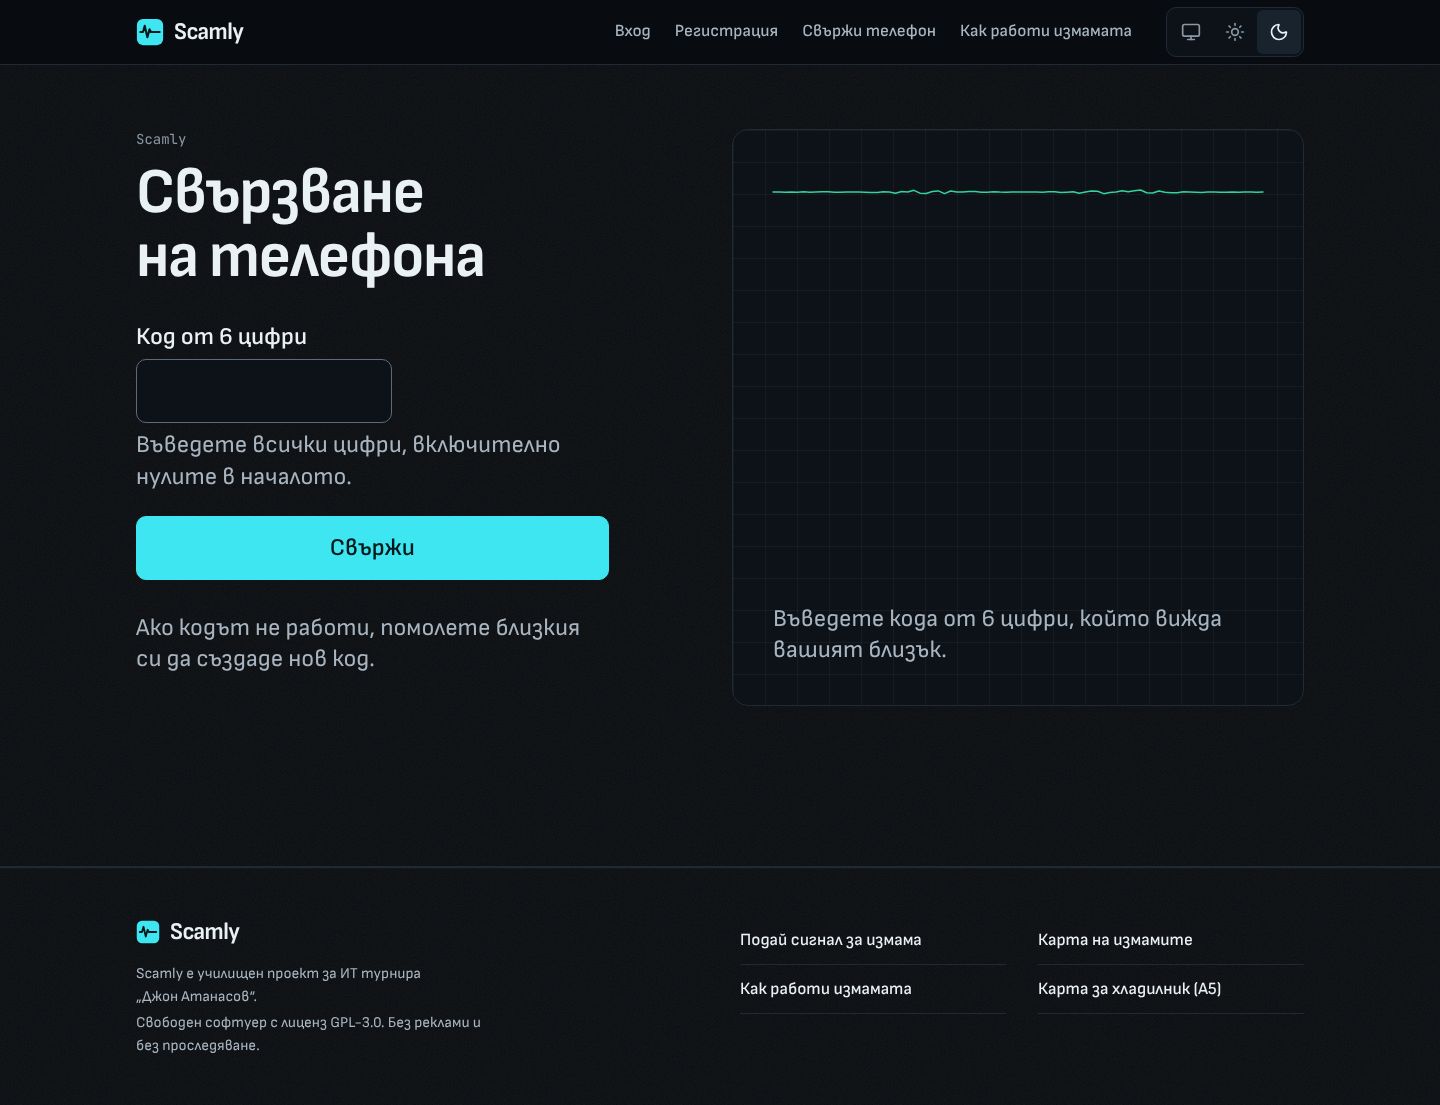 Scamly
Вход
Регистрация
Свържи телефон
Как работи измамата
Scamly
Свързване
на телефона
Код от 6 цифри
Въведете всички цифри, включително
нулите в началото.
Свържи
Ако кодът не работи, помолете близкия
си да създаде нов код.
Въведете кода от 6 цифри, който вижда
вашият близък.
Scamly
Scamly е училищен проект за ИТ турнира
„Джон Атанасов“.
Свободен софтуер с лиценз GPL-3.0. Без реклами и
без проследяване.
Подай сигнал за измама
Карта на измамите
Как работи измамата
Карта за хладилник (A5)